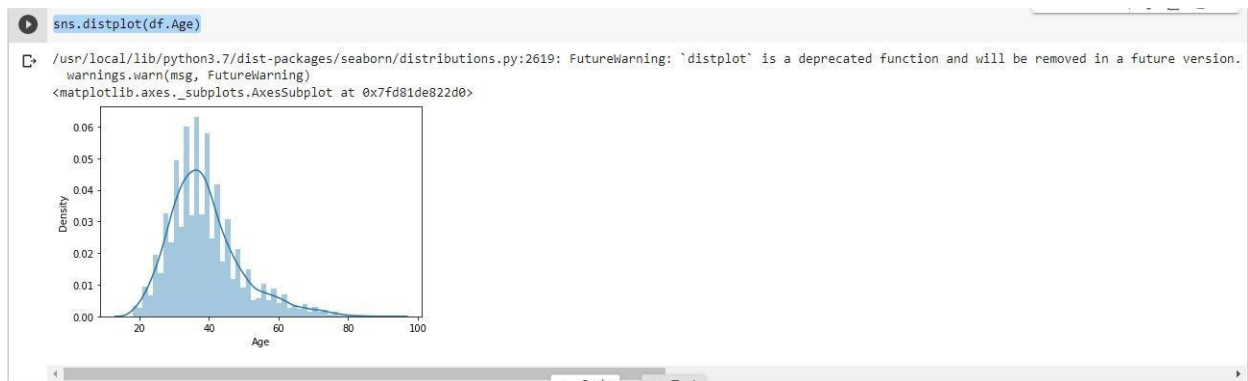 sns.distplot(df.Age)
/usr/local/lib/python3.7/dist-packages/seaborn/distributions.py:2619: FutureWarning: `distplot` is a deprecated function and will be removed in a future version.
warnings.warn(msg, FutureWarning)
<matplotlib.axes._subplots.AxesSubplot at 0x7fd81de822d0>
0.06
0.05
0.04
0.03
0.02
0.01
0.00
Density
20 40 60 80 100
Age